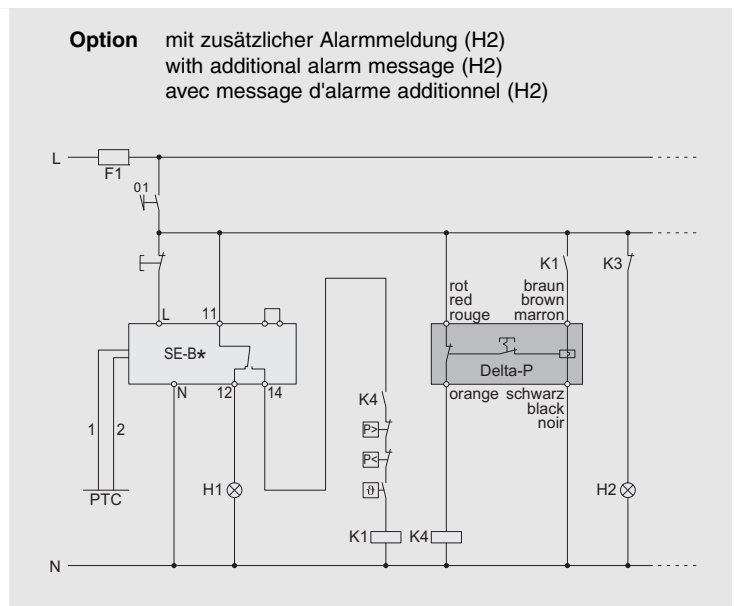 Option mit zusätzlicher Alarmmeldung (H2)
with additional alarm message (H2)
avec message d'alarme additionnel (H2)
L
F1
01
K1
K3
rot
red
rouge
braun
brown
marron
L
11
SE-B*
Delta-P
N
12
14
orange
schwarz
black
noir
K4
1
2
P>
P<
ϑ
PTC
H1
H2
K1
K4
N